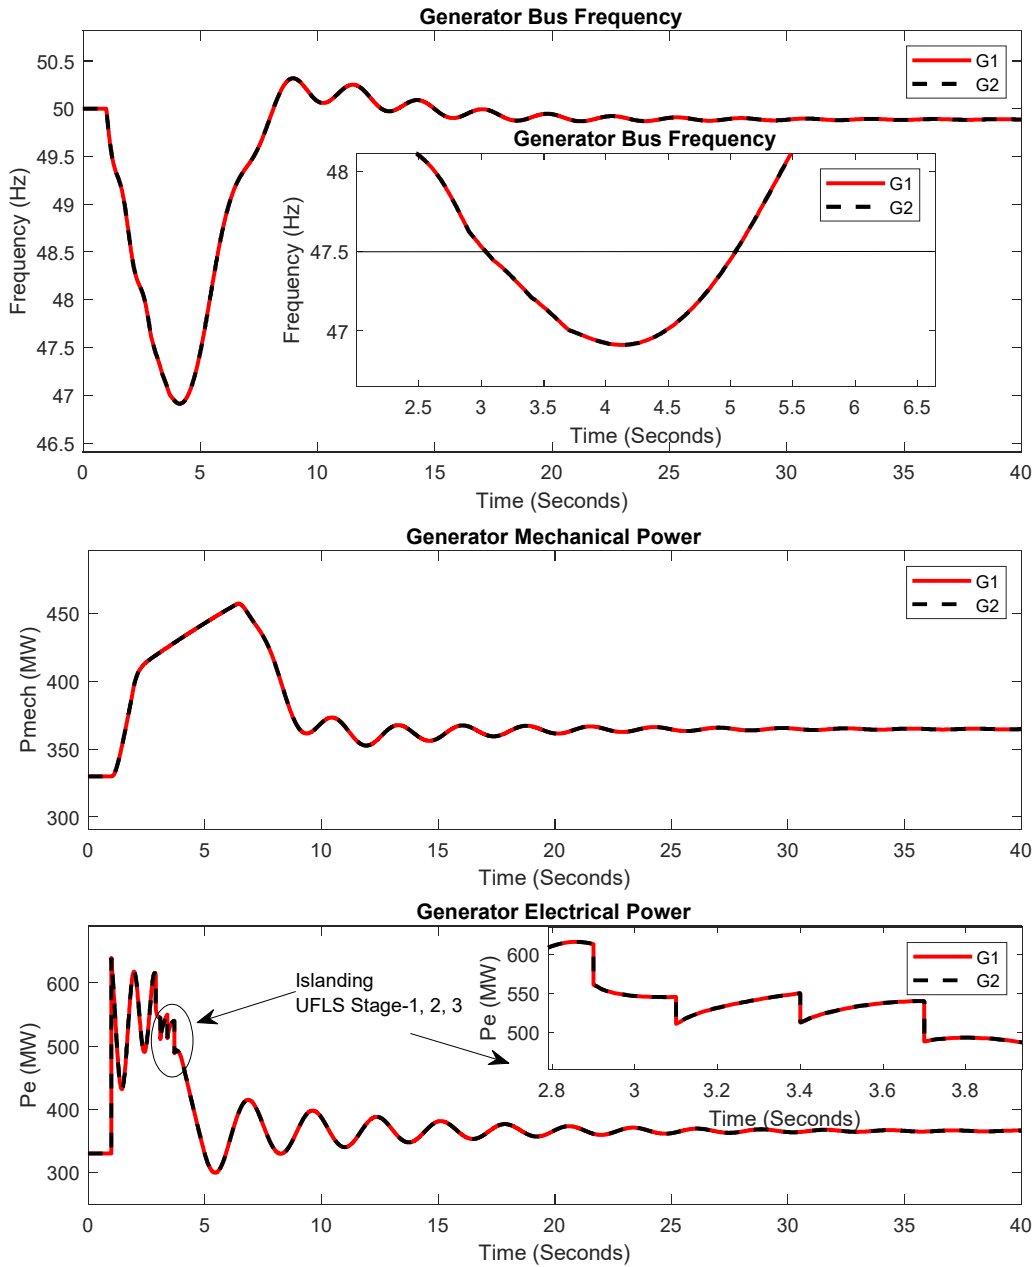 Generator Bus Frequency
50.5
50
49.5
49
48.5
48
47.5
47
46.5
Frequency (Hz)
G1
G2
Generator Bus Frequency
48
47.5
47
Frequency (Hz)
G1
G2
2.5 3 3.5 4 4.5 5 5.5 6 6.5
Time (Seconds)
0 5 10 15 20 25 30 35 40
Time (Seconds)
Generator Mechanical Power
450
400
350
300
Pmech (MW)
G1
G2
0 5 10 15 20 25 30 35 40
Time (Seconds)
Generator Electrical Power
600
500
400
300
Pe (MW)
Islanding
UFLS Stage-1, 2, 3
600
550
500
Pe (MW)
G1
G2
2.8 3 3.2 3.4 3.6 3.8
Time (Seconds)
0 5 10 15 20 25 30 35 40
Time (Seconds)